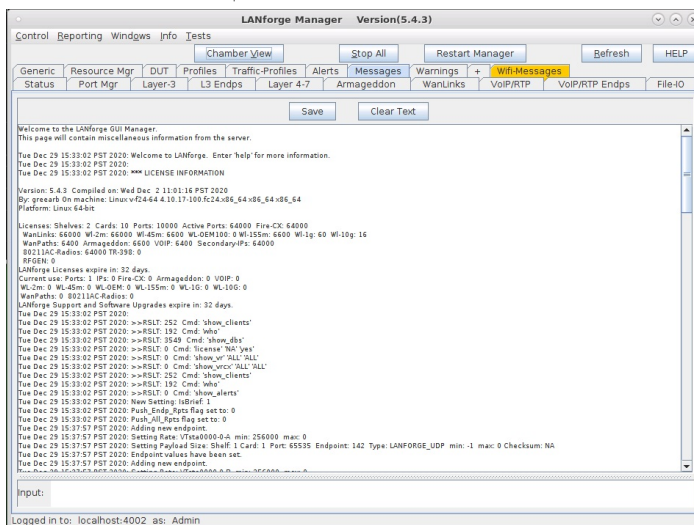 LANforge Manager Version(5.4.3)
Control Reporting Windows Info Tests
Chamber View Stop All Restart Manager Refresh HELP
Generic Resource Mgr DUT Profiles Traffic-Profiles Alerts Messages Warnings + Wifi-Messages
Status Port Mgr Layer-3 L3 Endps Layer 4-7 Armageddon WanLinks VoIP/RTP VoIP/RTP Endps File-IO
Save Clear Text
Welcome to the LANforge GUI Manager.
This page will contain miscellaneous information from the server.
Tue Dec 29 15:33:02 PST 2020: Welcome to LANforge. Enter 'help' for more information.
Tue Dec 29 15:33:02 PST 2020:
Tue Dec 29 15:33:02 PST 2020: *** LICENSE INFORMATION
Version: 5.4.3 Compiled on: Wed Dec 2 11:01:16 PST 2020
By: greearb On machine: Linux v-f24-64 4.10.17-100.fc24.x86_64 x86_64 x86_64
Platform: Linux 64-bit
Licenses: Shelves: 2 Cards: 10 Ports: 10000 Active Ports: 64000 Fire-CX: 64000
WanLinks: 66000 Wl-2m: 66000 Wl-45m: 6600 WL-OEM100: 0 Wl-155m: 6600 Wl-1g: 60 Wl-10g: 16
WanPaths: 6400 Armageddon: 6600 VOIP: 6400 Secondary-IPs: 64000
80211AC-Radios: 64000 TR-398: 0
RFGEN: 0
LANforge Licenses expire in: 32 days.
Current use: Ports: 1 IPs: 0 Fire-CX: 0 Armageddon: 0 VOIP: 0
WL-2m: 0 WL-45m: 0 WL-OEM: 0 WL-155m: 0 WL-1G: 0 WL-10G: 0
WanPaths: 0 80211AC-Radios: 0
LANforge Support and Software Upgrades expire in: 32 days.
Tue Dec 29 15:33:02 PST 2020:
Tue Dec 29 15:33:02 PST 2020: >>RSLT: 252 Cmd: 'show_clients'
Tue Dec 29 15:33:02 PST 2020: >>RSLT: 192 Cmd: 'who'
Tue Dec 29 15:33:02 PST 2020: >>RSLT: 3549 Cmd: 'show_dbs'
Tue Dec 29 15:33:02 PST 2020: >>RSLT: 0 Cmd: 'license' 'NA' 'yes'
Tue Dec 29 15:33:02 PST 2020: >>RSLT: 0 Cmd: 'show_vr' 'ALL' 'ALL'
Tue Dec 29 15:33:02 PST 2020: >>RSLT: 0 Cmd: 'show_vrcx' 'ALL' 'ALL'
Tue Dec 29 15:33:02 PST 2020: >>RSLT: 252 Cmd: 'show_clients'
Tue Dec 29 15:33:02 PST 2020: >>RSLT: 192 Cmd: 'who'
Tue Dec 29 15:33:02 PST 2020: >>RSLT: 0 Cmd: 'show_alerts'
Tue Dec 29 15:33:02 PST 2020: New Setting: IsBrief: 1
Tue Dec 29 15:33:02 PST 2020: Push_Endp_Rpts flag set to: 0
Tue Dec 29 15:33:02 PST 2020: Push_All_Rpts flag set to: 0
Tue Dec 29 15:37:57 PST 2020: Adding new endpoint.
Tue Dec 29 15:37:57 PST 2020: Setting Rate: VTsta0000-0-A min: 256000 max: 0
Tue Dec 29 15:37:57 PST 2020: Setting Payload Size: Shelf: 1 Card: 1 Port: 65535 Endpoint: 142 Type: LANFORGE_UDP min: -1 max: 0 Checksum: NA
Tue Dec 29 15:37:57 PST 2020: Endpoint values have been set.
Tue Dec 29 15:37:57 PST 2020: Adding new endpoint.
Tue Dec 29 15:37:57 PST 2020: Setting Rate: VTsta0000-0-B min: 256000 max: 0
Input:
Logged in to: localhost:4002 as: Admin